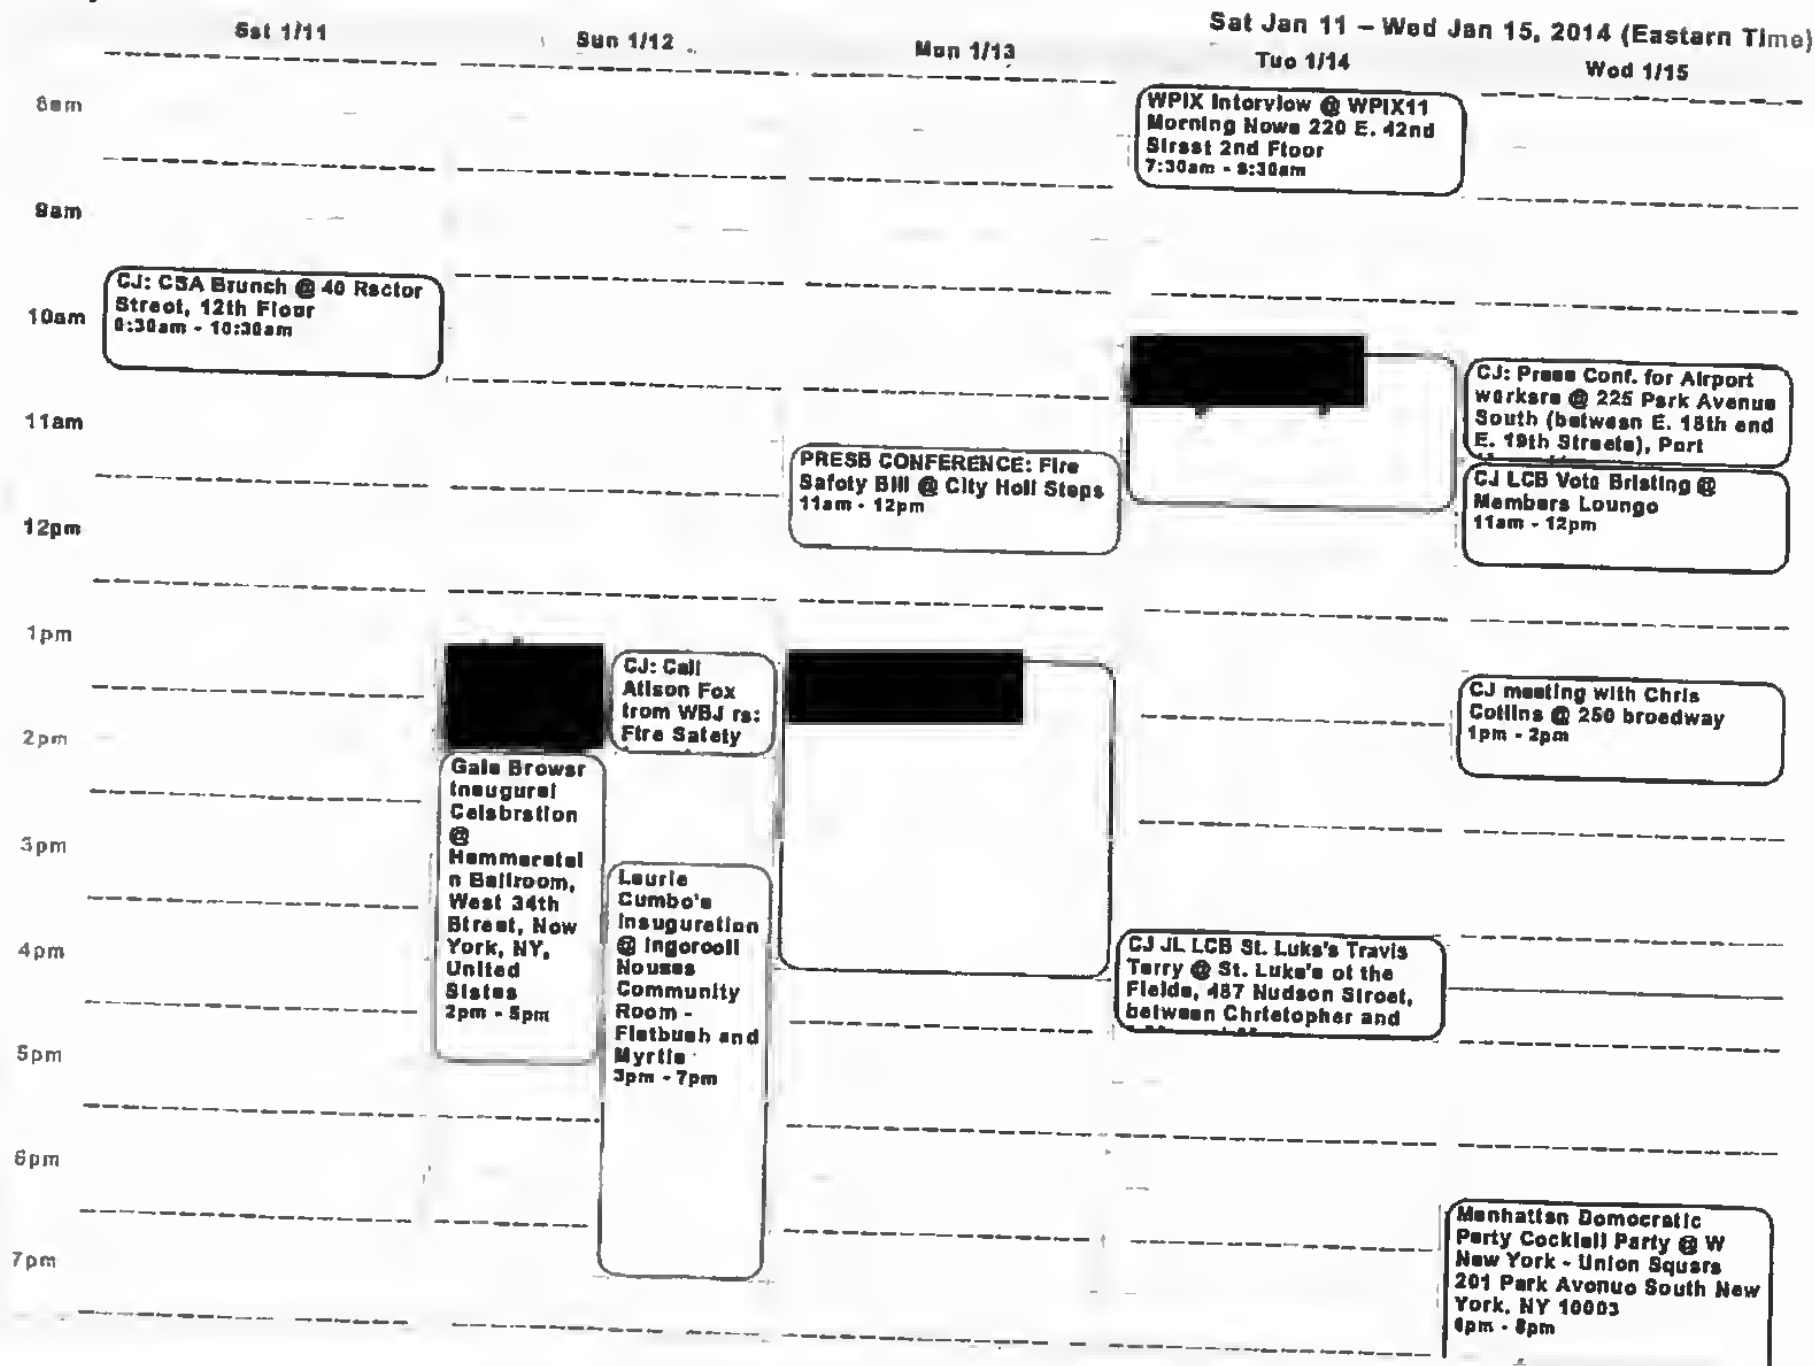 Sat Jan 11 – Wed Jan 15, 2014 (Eastern Time)
Sat 1/11
Sun 1/12
Mon 1/13
Tue 1/14
Wed 1/15
8am
9am
10am
11am
12pm
1pm
2pm
3pm
4pm
5pm
6pm
7pm
CJ: CSA Brunch @ 40 Rector
Street, 12th Floor
9:30am - 10:30am
Gale Brewer
Inaugural
Celebration
@
Hammerstei
n Ballroom,
West 34th
Street, New
York, NY,
United
States
2pm - 5pm
CJ: Call
Alison Fox
from WSJ re:
Fire Safety
Laurie
Cumbo's
Inauguration
@ Ingersoll
Houses
Community
Room -
Flatbush and
Myrtle
3pm - 7pm
PRESS CONFERENCE: Fire
Safety Bill @ City Hall Steps
11am - 12pm
WPIX Interview @ WPIX11
Morning News 220 E. 42nd
Street 2nd Floor
7:30am - 8:30am
CJ JL LCB St. Luke's Travis
Terry @ St. Luke's of the
Fields, 487 Hudson Street,
between Christopher and
CJ: Press Conf. for Airport
workers @ 225 Park Avenue
South (between E. 18th and
E. 19th Streets), Port
CJ LCB Vote Briefing @
Members Lounge
11am - 12pm
CJ meeting with Chris
Collins @ 250 broadway
1pm - 2pm
Manhattan Democratic
Party Cocktail Party @ W
New York - Union Square
201 Park Avenue South New
York, NY 10003
6pm - 8pm